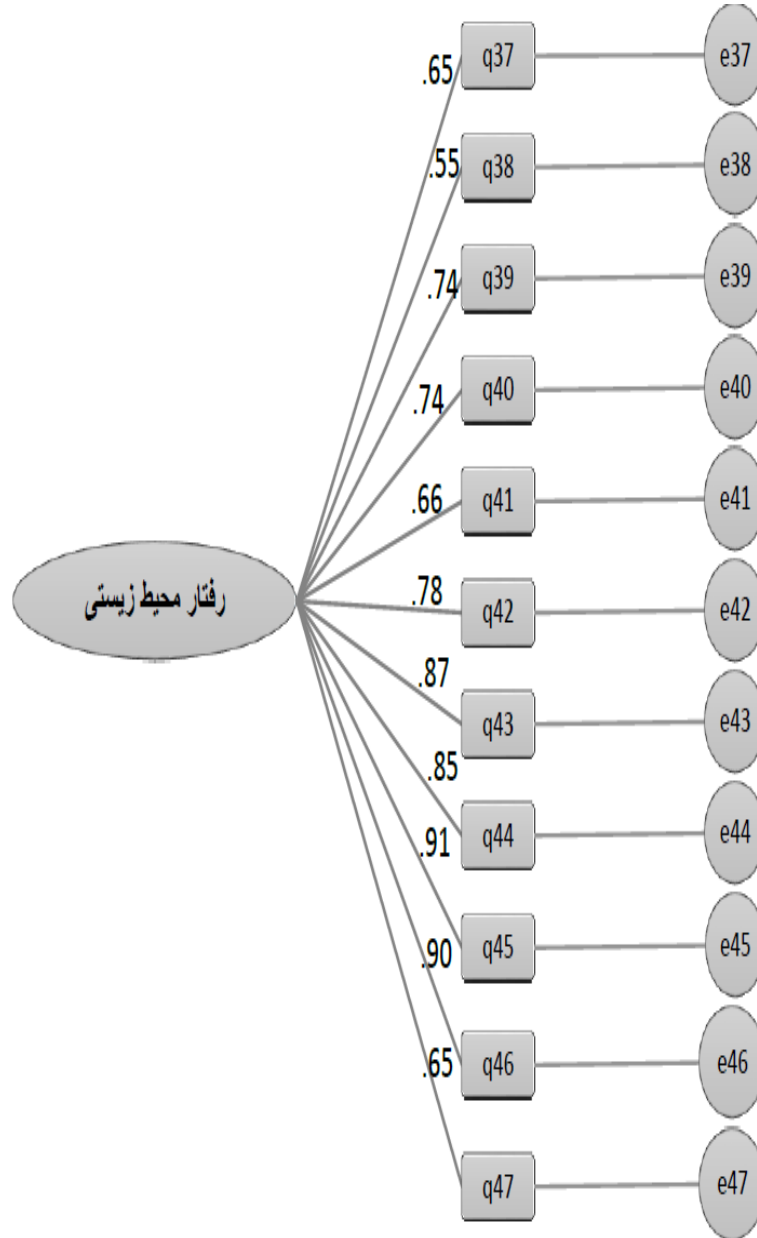 .65 q37 e37
.55 q38 e38
.74 q39 e39
.74 q40 e40
.66 q41 e41
رفتار محیط زیستی
.78 q42 e42
.87 q43 e43
.85 q44 e44
.91 q45 e45
.90 q46 e46
.65 q47 e47